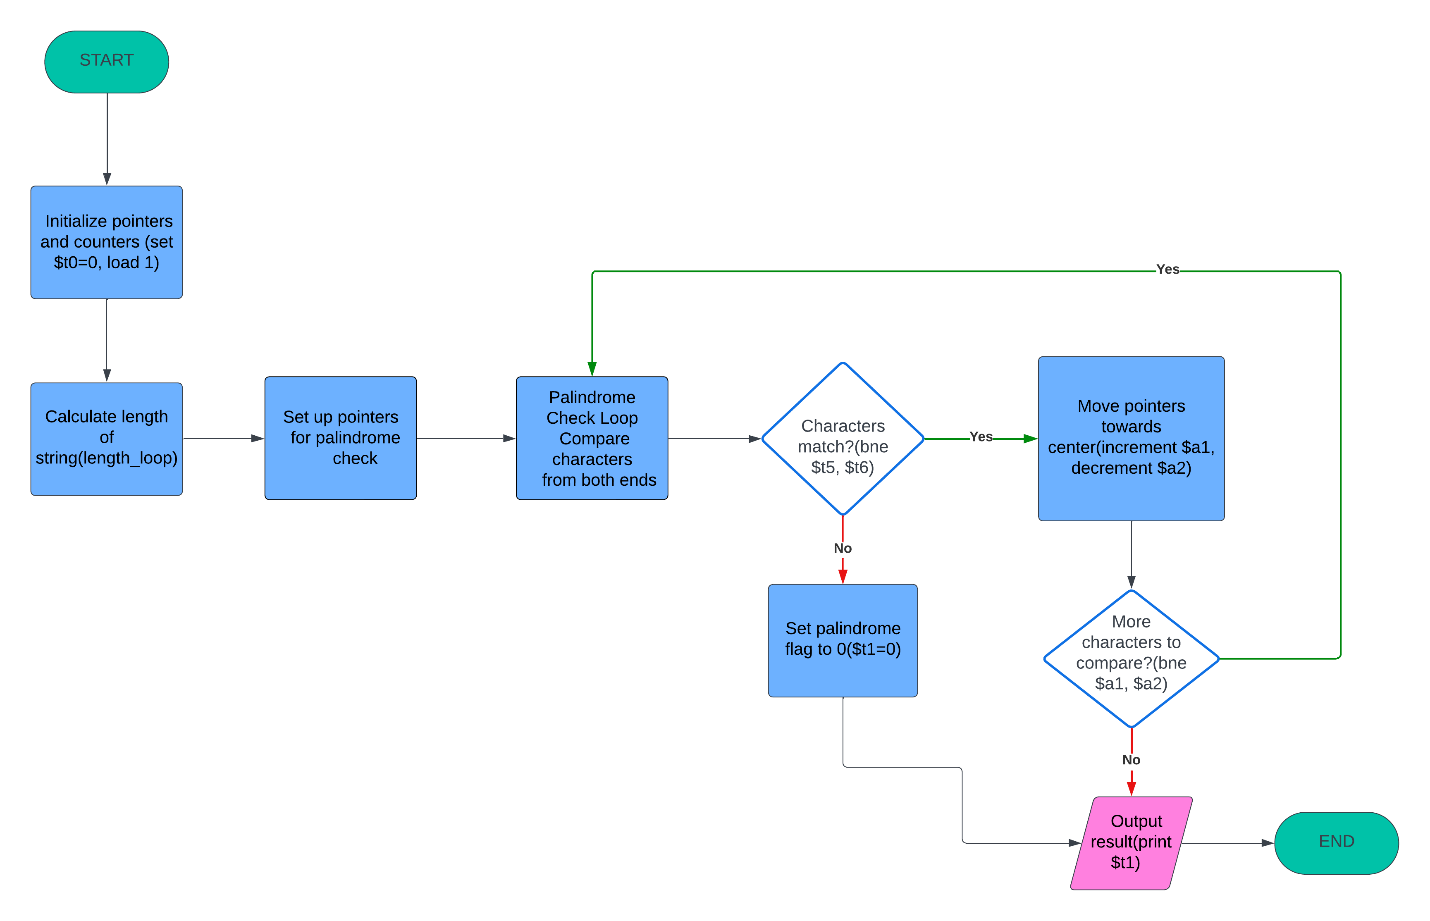 START
Initialize pointers
and counters (set
$t0=0, load 1)
Calculate length
of
string(length_loop)
Set up pointers
for palindrome
check
Palindrome
Check Loop
Compare
characters
from both ends
Characters
match?(bne
$t5, $t6)
Yes
Move pointers
towards
center(increment $a1,
decrement $a2)
Yes
No
Set palindrome
flag to 0($t1=0)
More
characters to
compare?(bne
$a1, $a2)
No
Output
result(print
$t1)
END